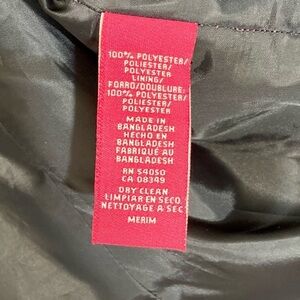 100% POLYESTER/
POLIESTER/
POLYESTER
LINING/
FORRO/DOUBLURE:
100% POLYESTER/
POLIESTER/
POLYESTER
MADE IN
BANGLADESH
HECHO EN
BANGLADESH
FABRIQUÉ AU
BANGLADESH
RN 54050
CA 08349
DRY CLEAN
LIMPIAR EN SECO
NETTOYAGE A SEC
MERIM